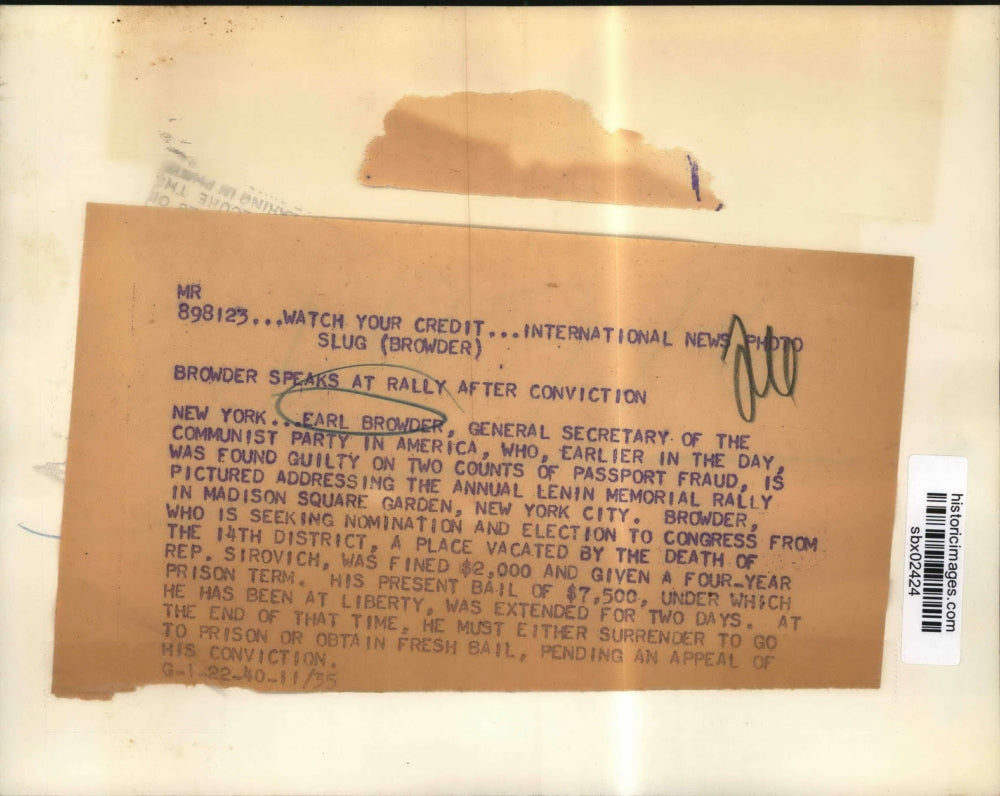 MR
898123...WATCH YOUR CREDIT...INTERNATIONAL NEWS PHOTO
SLUG (BROWDER)
BROWDER SPEAKS AT RALLY AFTER CONVICTION
NEW YORK...EARL BROWDER, GENERAL SECRETARY OF THE
COMMUNIST PARTY IN AMERICA, WHO, EARLIER IN THE DAY,
WAS FOUND GUILTY ON TWO COUNTS OF PASSPORT FRAUD, IS
PICTURED ADDRESSING THE ANNUAL LENIN MEMORIAL RALLY
IN MADISON SQUARE GARDEN, NEW YORK CITY. BROWDER,
WHO IS SEEKING NOMINATION AND ELECTION TO CONGRESS FROM
THE 14TH DISTRICT, A PLACE VACATED BY THE DEATH OF
REP. SIROVICH, WAS FINED $2,000 AND GIVEN A FOUR-YEAR
PRISON TERM. HIS PRESENT BAIL OF $7,500, UNDER WHICH
HE HAS BEEN AT LIBERTY, WAS EXTENDED FOR TWO DAYS. AT
THE END OF THAT TIME, HE MUST EITHER SURRENDER TO GO
TO PRISON OR OBTAIN FRESH BAIL, PENDING AN APPEAL OF
HIS CONVICTION.
G-1-22-40-11/35
historicimages.com
sbx02424